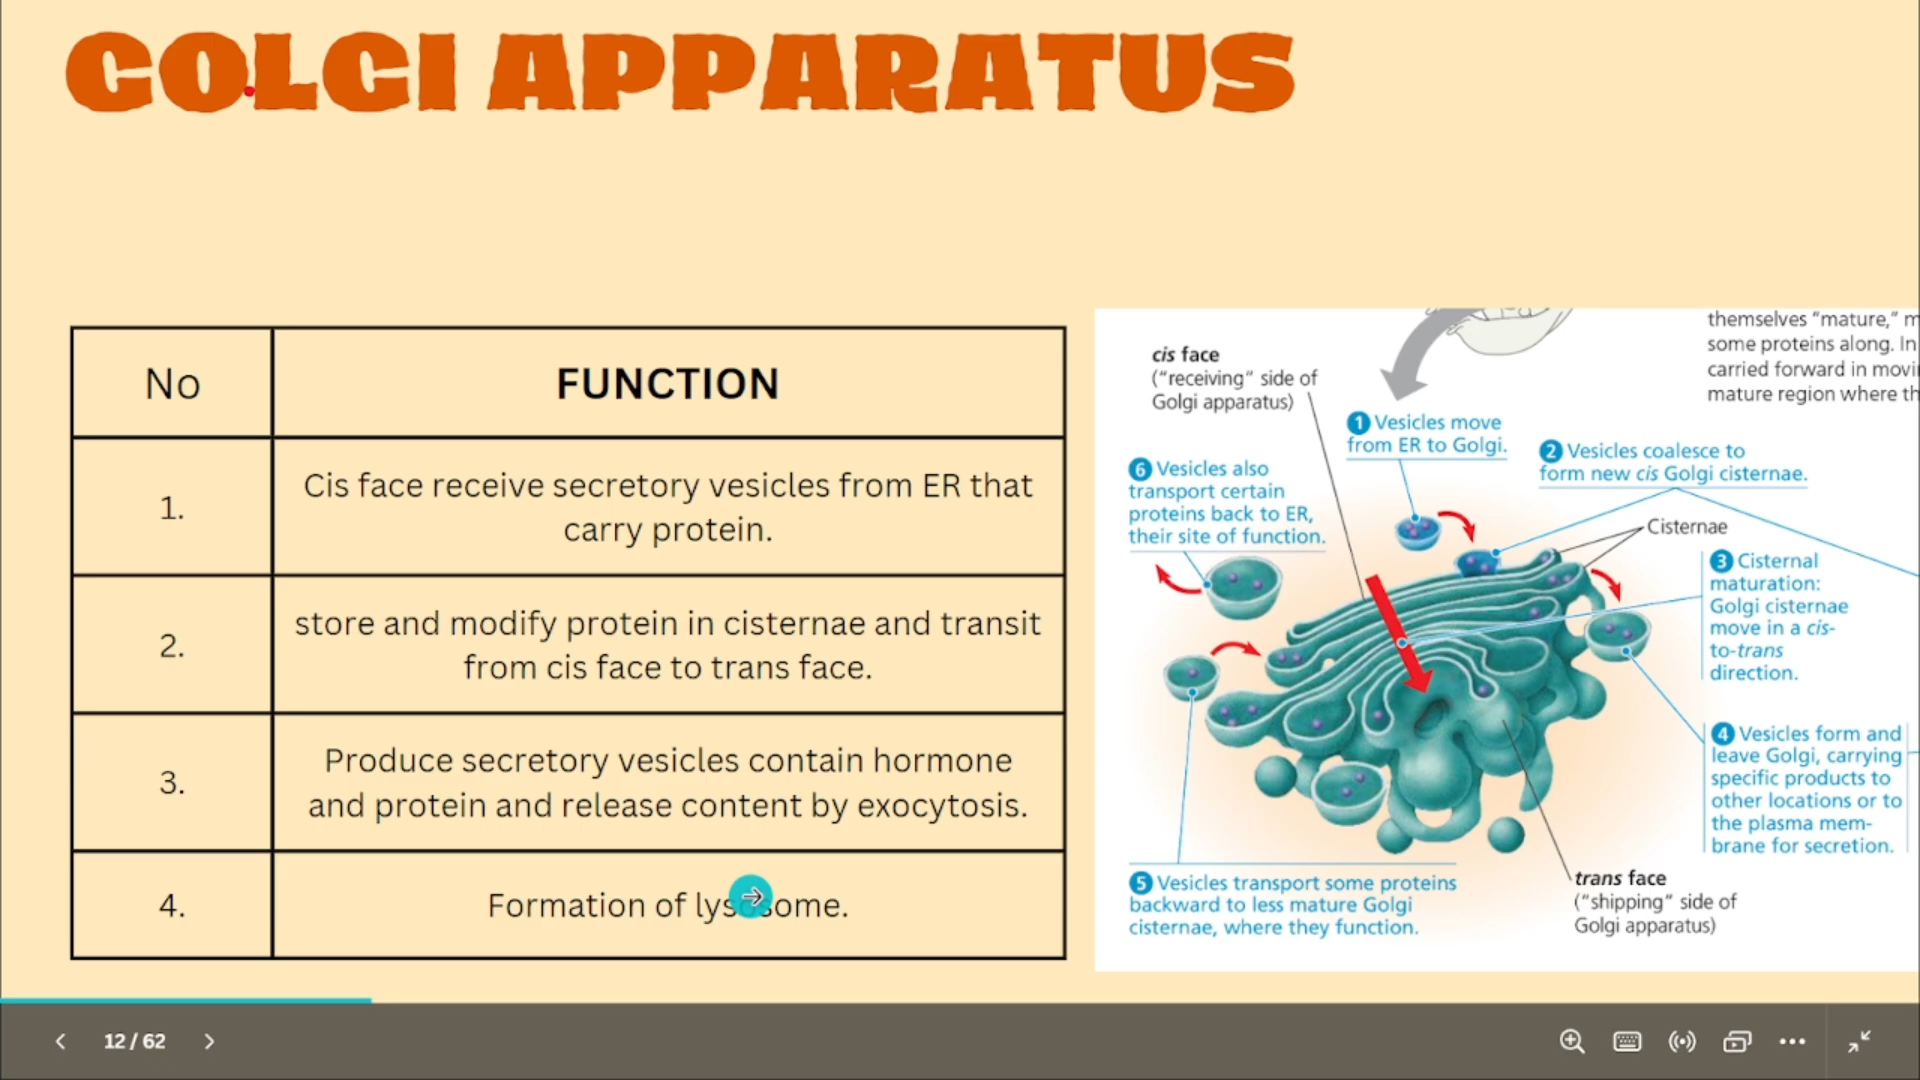 GOLGI APPARATUS
No
FUNCTION
1.
Cis face receive secretory vesicles from ER that
carry protein.
2.
store and modify protein in cisternae and transit
from cis face to trans face.
3.
Produce secretory vesicles contain hormone
and protein and release content by exocytosis.
4.
Formation of lysosome.
themselves "mature," m
some proteins along. In
carried forward in movi
mature region where th
cis face
("receiving" side of
Golgi apparatus)
1 Vesicles move
from ER to Golgi.
2 Vesicles coalesce to
form new cis Golgi cisternae.
6 Vesicles also
transport certain
proteins back to ER,
their site of function.
Cisternae
3 Cisternal
maturation:
Golgi cisternae
move in a cis-
to-trans
direction.
4 Vesicles form and
leave Golgi, carrying
specific products to
other locations or to
the plasma mem-
brane for secretion.
5 Vesicles transport some proteins
backward to less mature Golgi
cisternae, where they function.
trans face
("shipping" side of
Golgi apparatus)
12 / 62